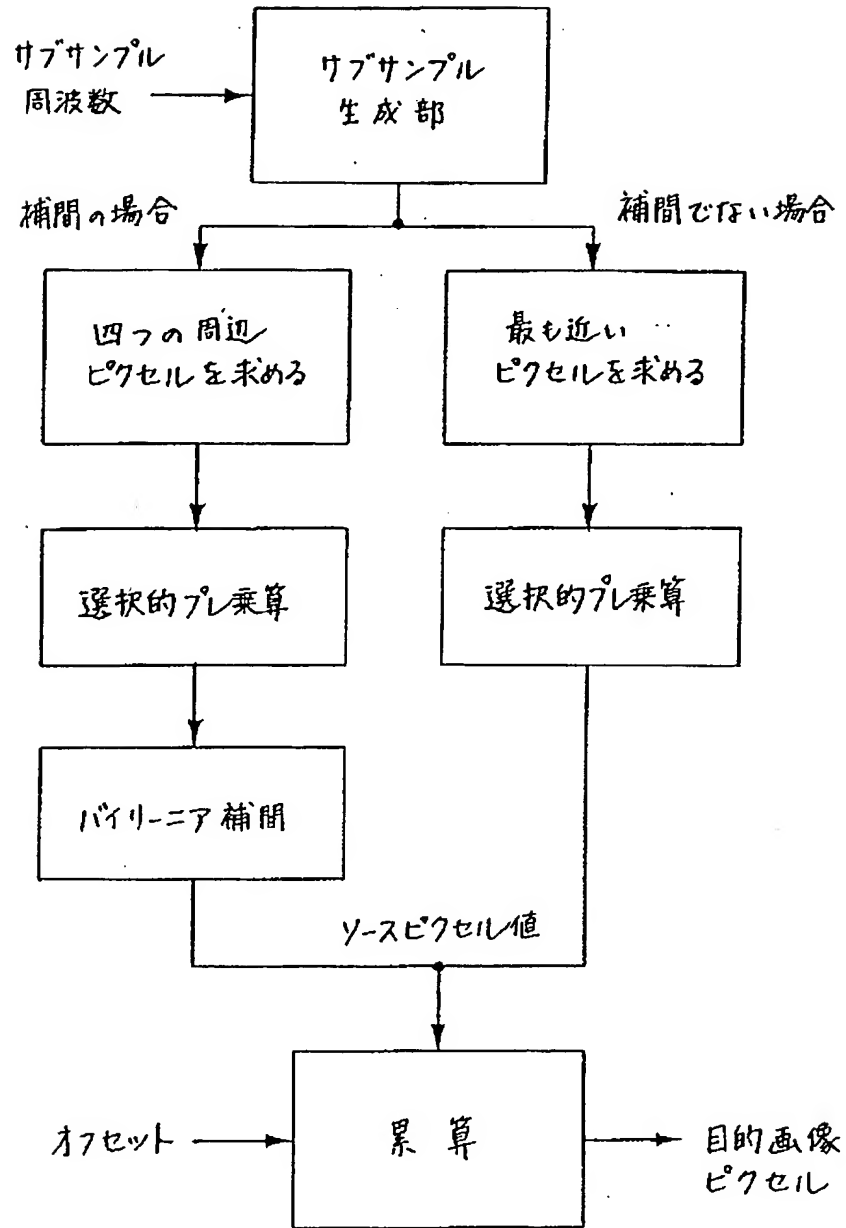 サブサンプル
周波数
サブサンプル
生成部
補間の場合
補間でない場合
四つの周辺
ピクセルを求める
最も近い
ピクセルを求める
選択的プレ乗算
選択的プレ乗算
バイリーニア補間
ソースピクセル値
オフセット
累算
目的画像
ピクセル